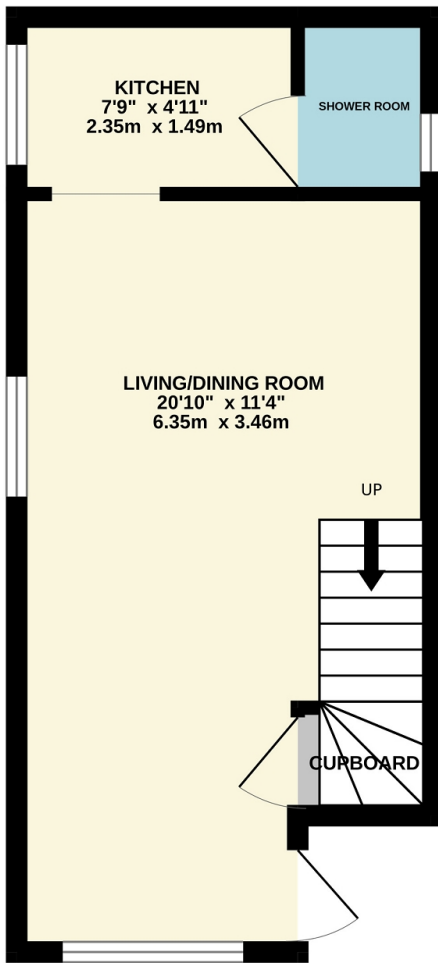 KITCHEN
7'9" x 4'11"
2.35m x 1.49m
SHOWER ROOM
LIVING/DINING ROOM
20'10" x 11'4"
6.35m x 3.46m
UP
CUPBOARD